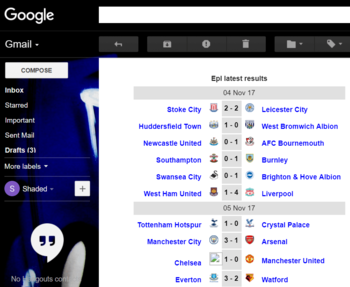 Google
Gmail
COMPOSE
Inbox
Starred
Important
Sent Mail
Drafts (3)
More labels
S Shaded +
No Hangouts cont
Epl latest results
04 Nov 17
Stoke City 2 - 2 Leicester City
Huddersfield Town 1 - 0 West Bromwich Albion
Newcastle United 0 - 1 AFC Bournemouth
Southampton 0 - 1 Burnley
Swansea City 0 - 1 Brighton & Hove Albion
West Ham United 1 - 4 Liverpool
05 Nov 17
Tottenham Hotspur 1 - 0 Crystal Palace
Manchester City 3 - 1 Arsenal
Chelsea 1 - 0 Manchester United
Everton 3 - 2 Watford